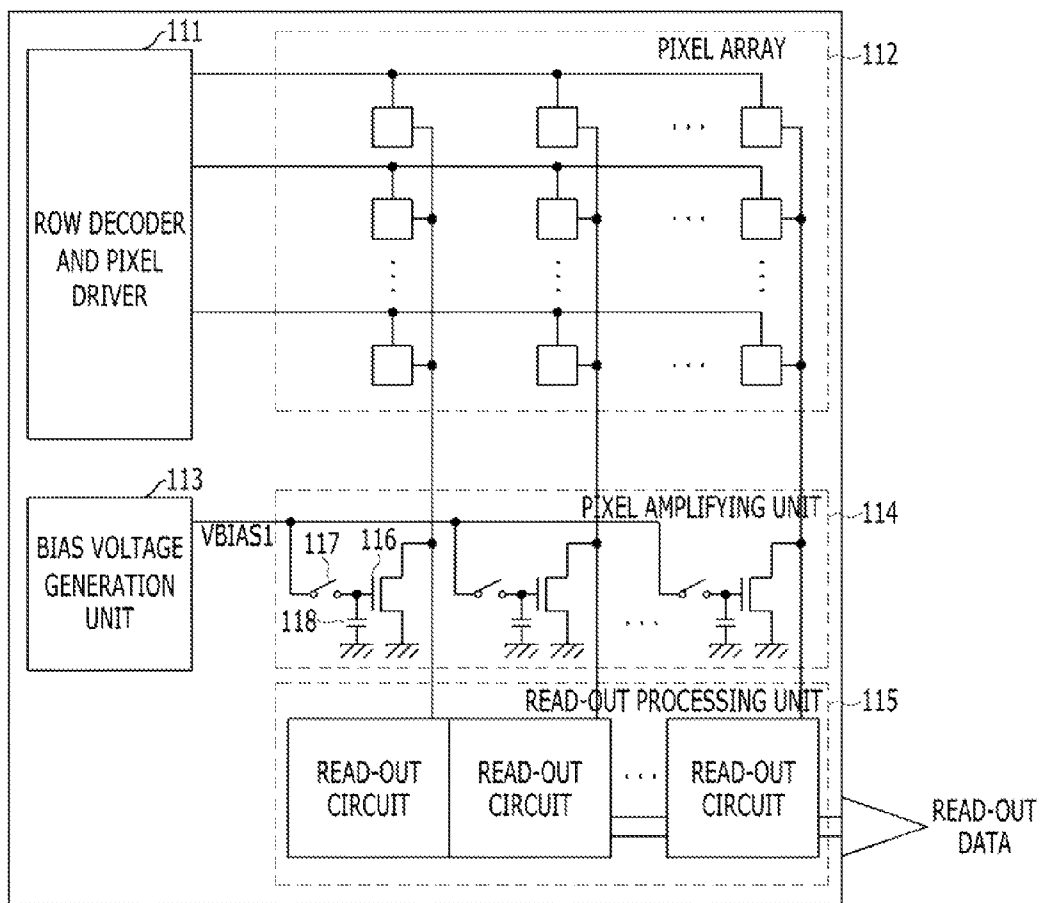 111
PIXEL ARRAY
112
ROW DECODER
AND PIXEL
DRIVER
113
BIAS VOLTAGE
GENERATION
UNIT
VBIAS1
PIXEL AMPLIFYING UNIT
114
117
116
118
READ-OUT PROCESSING UNIT
115
READ-OUT
CIRCUIT
READ-OUT
CIRCUIT
READ-OUT
CIRCUIT
READ-OUT
DATA